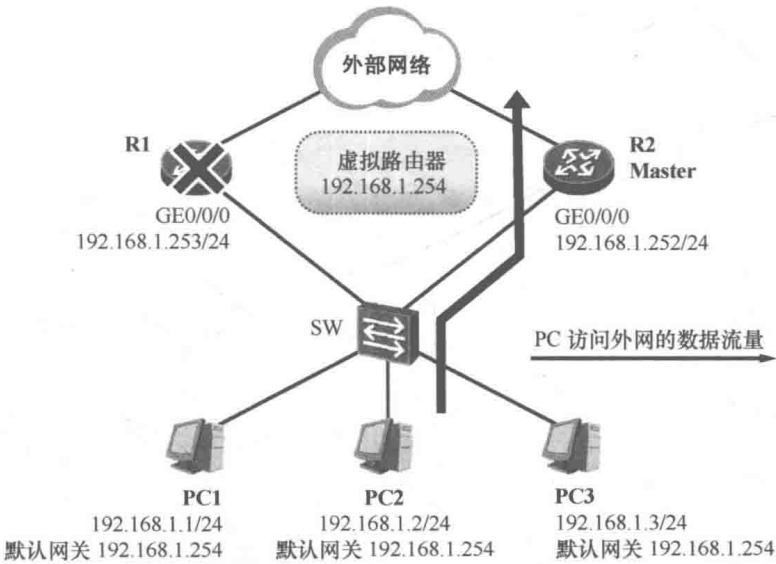 外部网络
R1
虚拟路由器
192.168.1.254
R2
Master
GE0/0/0
192.168.1.253/24
GE0/0/0
192.168.1.252/24
SW
PC 访问外网的数据流量
PC1
192.168.1.1/24
默认网关 192.168.1.254
PC2
192.168.1.2/24
默认网关 192.168.1.254
PC3
192.168.1.3/24
默认网关 192.168.1.254